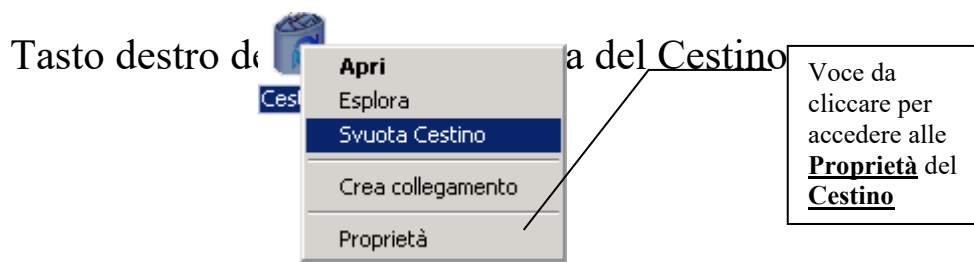 Tasto destro de a del Cestino
Cest
Apri
Esplora
Svuota Cestino
Crea collegamento
Proprietà
Voce da
cliccare per
accedere alle
Proprietà del
Cestino